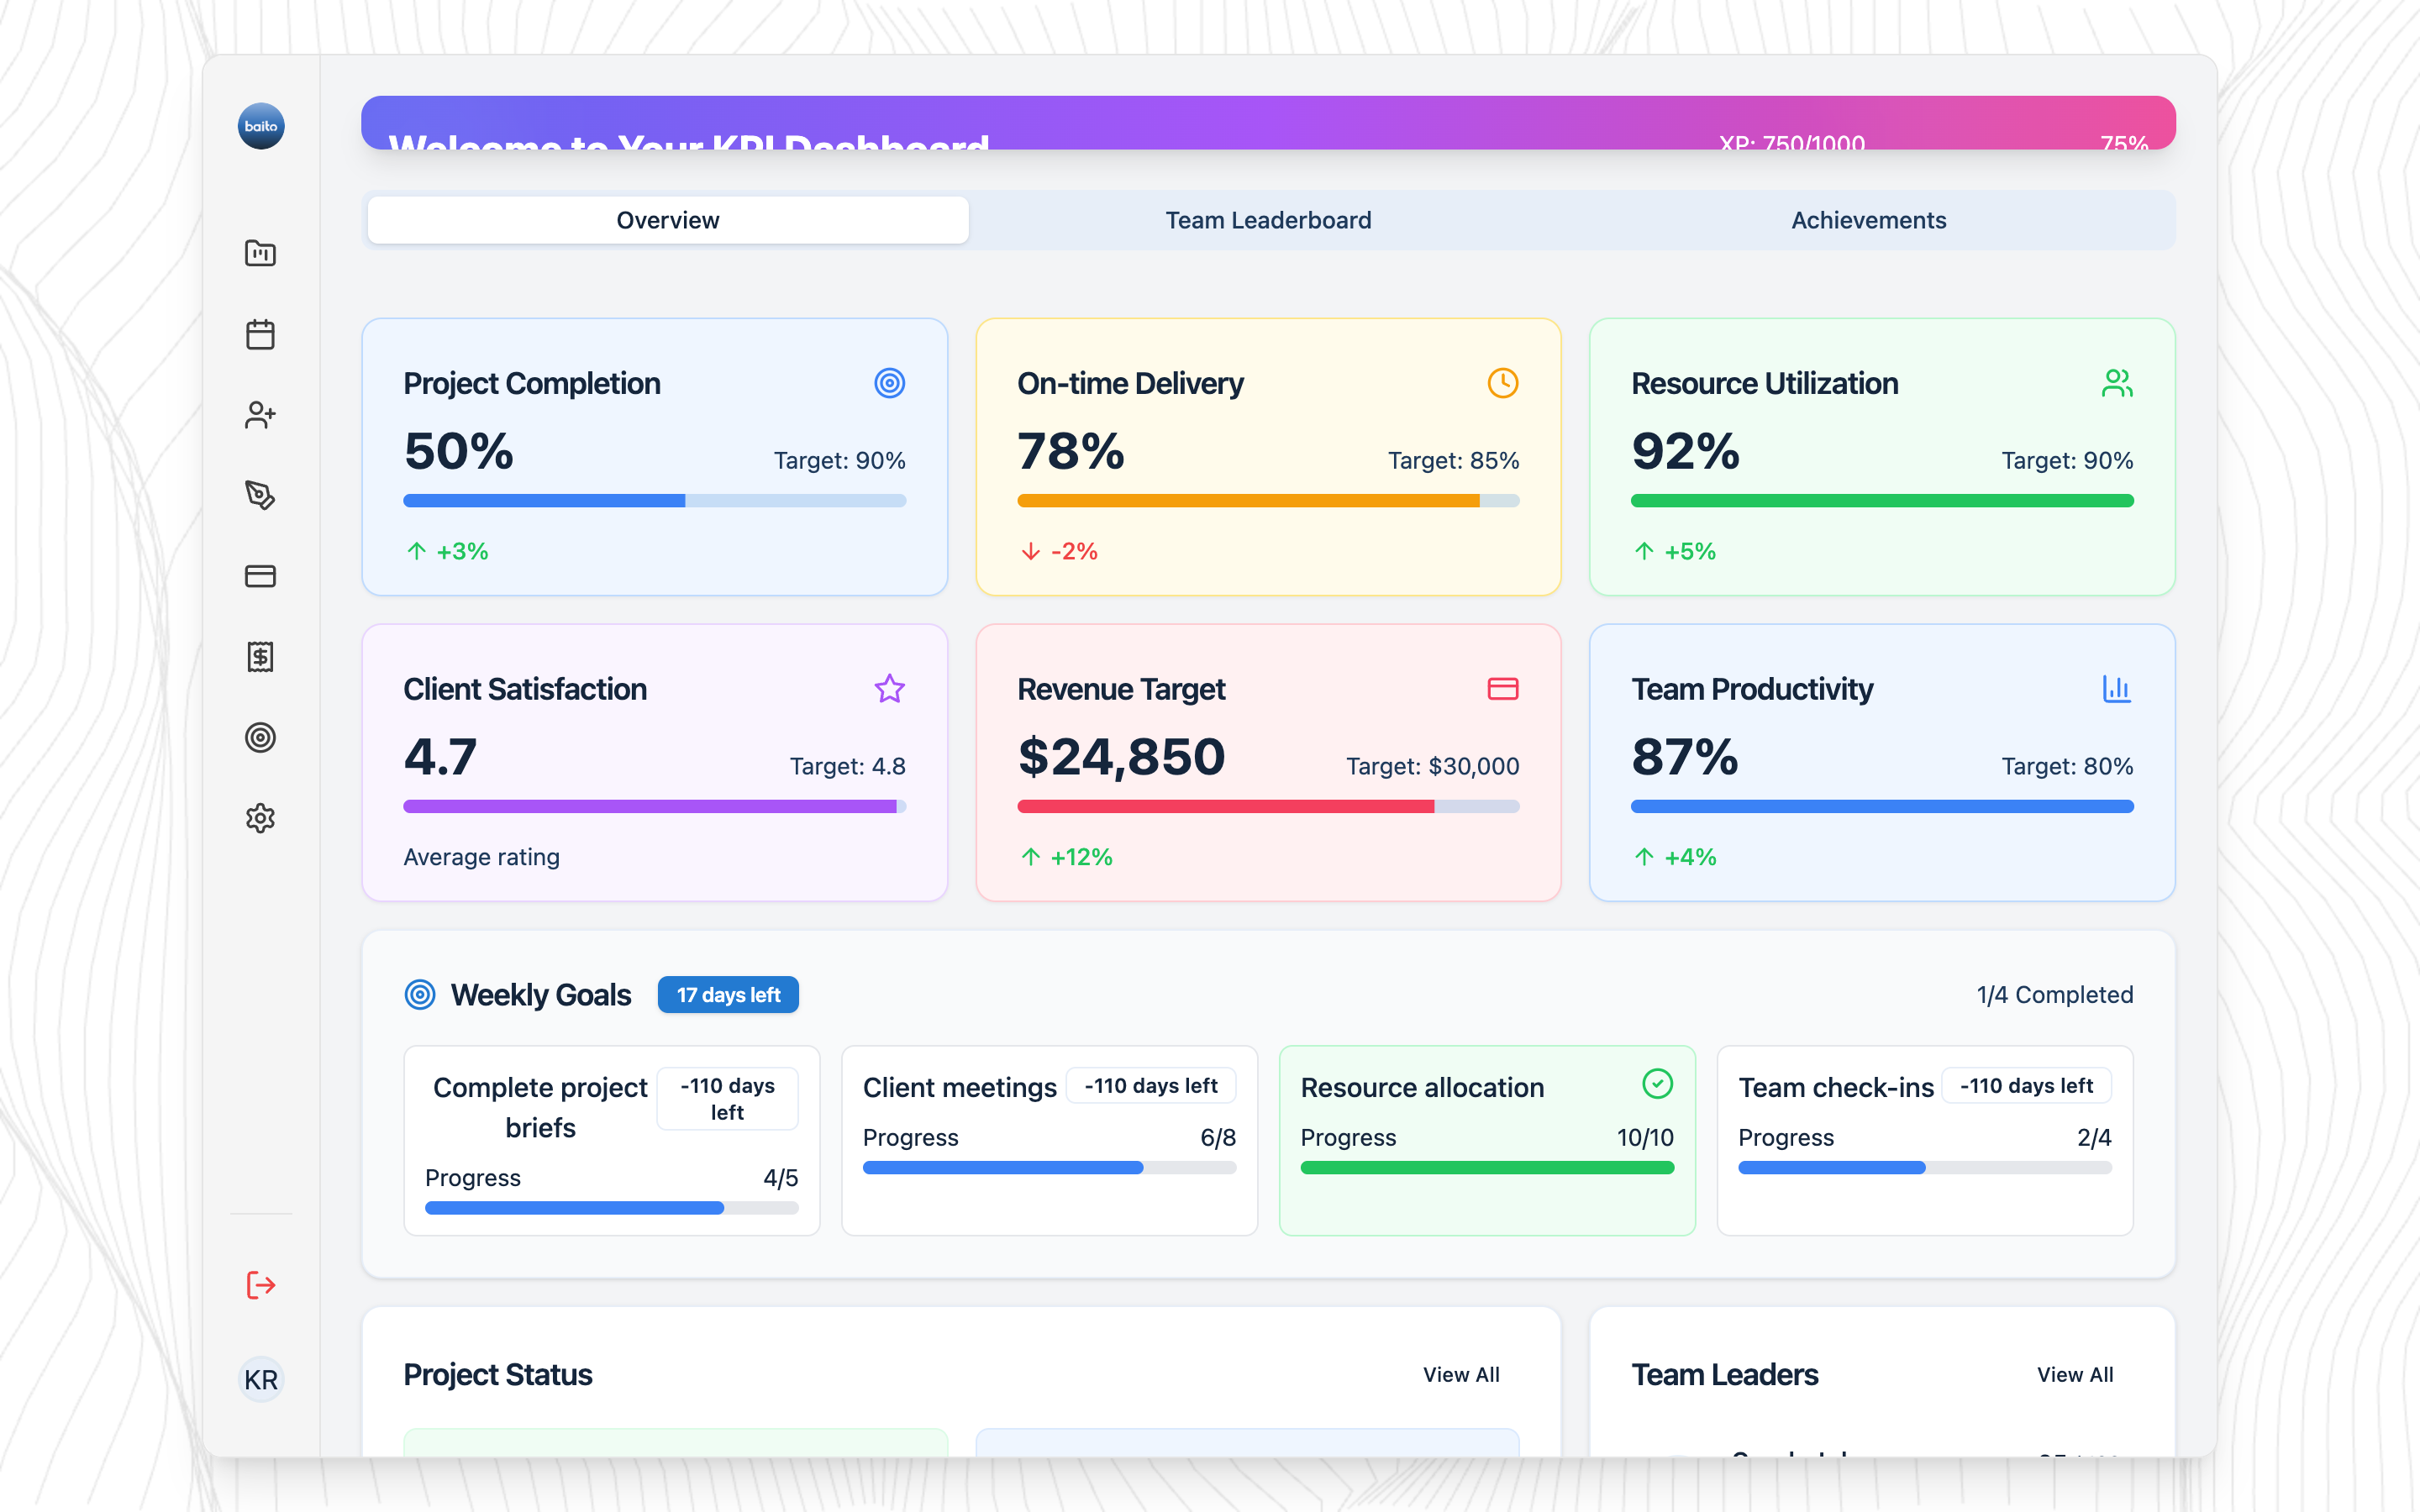 baito
Welcome to Your KPI Dashboard
XP: 750/1000
75%
Overview
Team Leaderboard
Achievements
Project Completion
50%
Target: 90%
+3%
On-time Delivery
78%
Target: 85%
-2%
Resource Utilization
92%
Target: 90%
+5%
Client Satisfaction
4.7
Target: 4.8
Average rating
Revenue Target
$24,850
Target: $30,000
+12%
Team Productivity
87%
Target: 80%
+4%
Weekly Goals
17 days left
1/4 Completed
Complete project
briefs
-110 days
left
Progress
4/5
Client meetings
-110 days left
Progress
6/8
Resource allocation
Progress
10/10
Team check-ins
-110 days left
Progress
2/4
Project Status
View All
Team Leaders
View All
KR